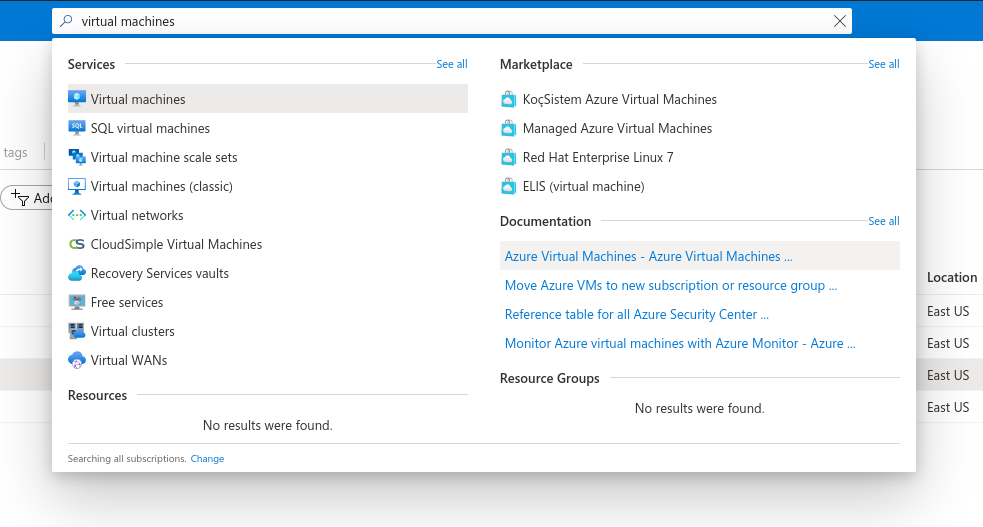 virtual machines
Services
See all
Virtual machines
SQL virtual machines
Virtual machine scale sets
Virtual machines (classic)
Virtual networks
CloudSimple Virtual Machines
Recovery Services vaults
Free services
Virtual clusters
Virtual WANs
Resources
No results were found.
Marketplace
See all
KoçSistem Azure Virtual Machines
Managed Azure Virtual Machines
Red Hat Enterprise Linux 7
ELIS (virtual machine)
Documentation
See all
Azure Virtual Machines - Azure Virtual Machines ...
Move Azure VMs to new subscription or resource group ...
Reference table for all Azure Security Center ...
Monitor Azure virtual machines with Azure Monitor - Azure ...
Resource Groups
No results were found.
Searching all subscriptions. Change
tags
Location
East US
East US
East US
East US